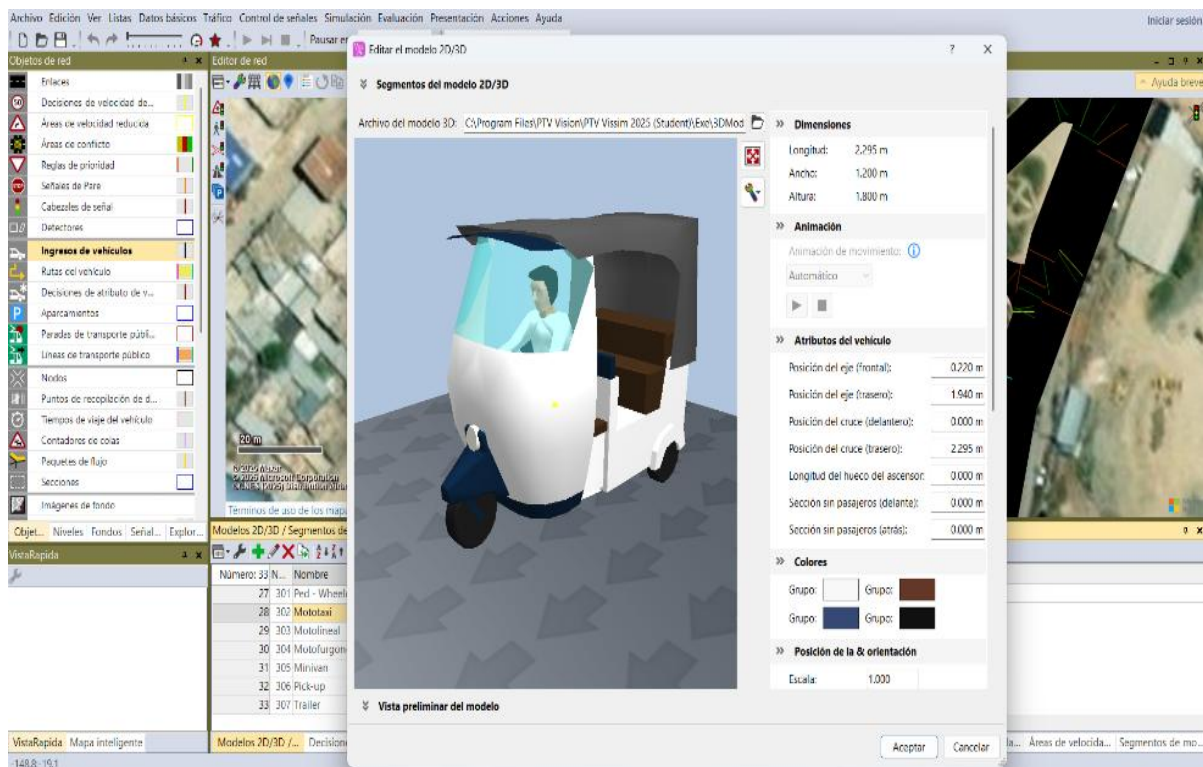 Archivo Edición Ver Listas Datos básicos Tráfico Control de señales Simulación Evaluación Presentación Acciones Ayuda
Iniciar sesión
Pausar en
Objetos de red
Editor de red
Ayuda breve
Enlaces
Decisiones de velocidad de...
Áreas de velocidad reducida
Áreas de conflicto
Reglas de prioridad
Señales de Pare
Cabezales de señal
Detectores
Ingresos de vehículos
Rutas del vehículo
Decisiones de atributo de v...
Aparcamientos
Paradas de transporte públi...
Líneas de transporte público
Nodos
Puntos de recopilación de d...
Tiempos de viaje del vehículo
Contadores de colas
Paquetes de flujo
Secciones
Imágenes de fondo
Objet... Niveles Fondos Señal... Explor...
20 m
© 2025 Microsoft Corporation
Términos de uso de los mapa
Editar el modelo 2D/3D
Segmentos del modelo 2D/3D
Archivo del modelo 3D: C:\Program Files\PTV Vision\PTV Vissim 2025 (Student)\Exe\3DMod
Dimensiones
Longitud: 2.295 m
Ancho: 1.200 m
Altura: 1.800 m
Animación
Animación de movimiento:
Automático
Atributos del vehículo
Posición del eje (frontal): 0.220 m
Posición del eje (trasero): 1.940 m
Posición del cruce (delantero): 0.000 m
Posición del cruce (trasero): 2.295 m
Longitud del hueco del ascensor: 0.000 m
Sección sin pasajeros (delante): 0.000 m
Sección sin pasajeros (atrás): 0.000 m
Colores
Grupo: Grupo:
Grupo: Grupo:
Posición de la & orientación
Escala: 1.000
Vista preliminar del modelo
Aceptar Cancelar
VistaRapida
Modelos 2D/3D / Segmentos de
Número: 33 N... Nombre
27 301 Ped - Wheel
28 302 Mototaxi
29 303 Motolineal
30 304 Motofurgon
31 305 Minivan
32 306 Pick-up
33 307 Trailer
VistaRapida Mapa inteligente
Modelos 2D/3D /... Decision
Áreas de velocida... Segmentos de mo...
-148.8:-19.1